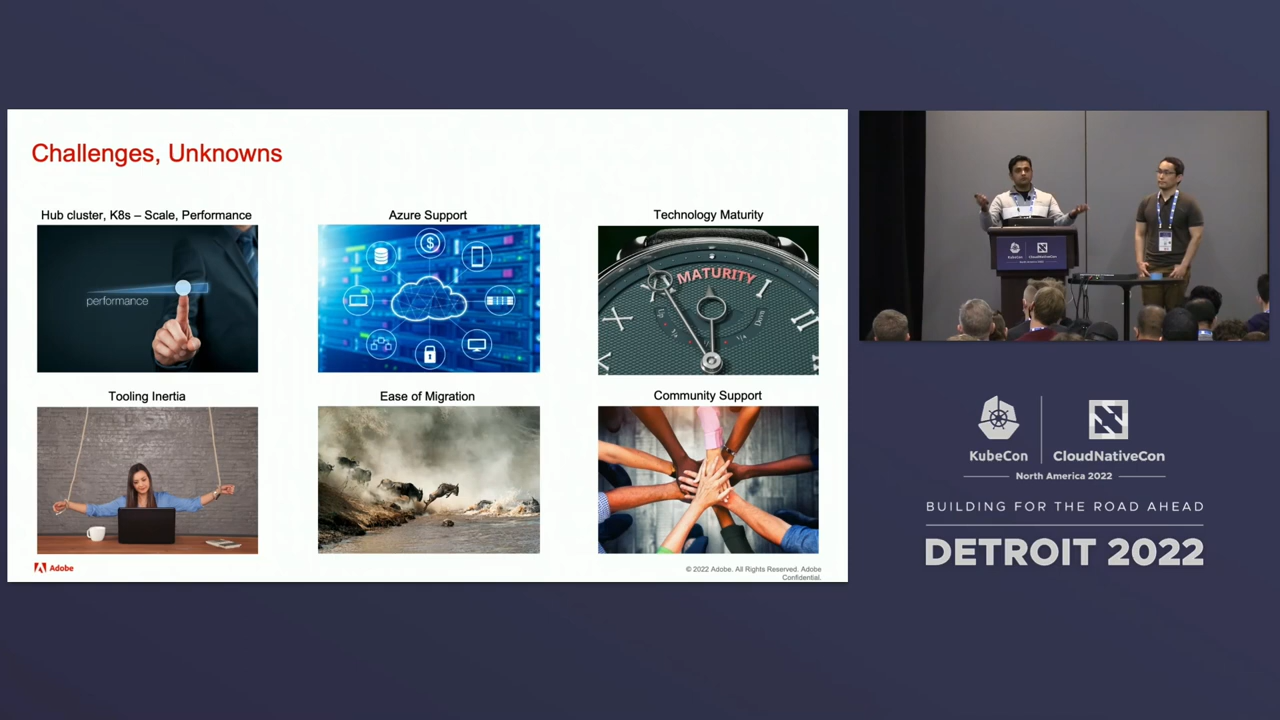 Challenges, Unknowns
Hub cluster, K8s – Scale, Performance
Azure Support
Technology Maturity
performance
MATURITY
Tooling Inertia
Ease of Migration
Community Support
Adobe
© 2022 Adobe. All Rights Reserved. Adobe
Confidential.
KubeCon
CloudNativeCon
North America 2022
BUILDING FOR THE ROAD AHEAD
DETROIT 2022